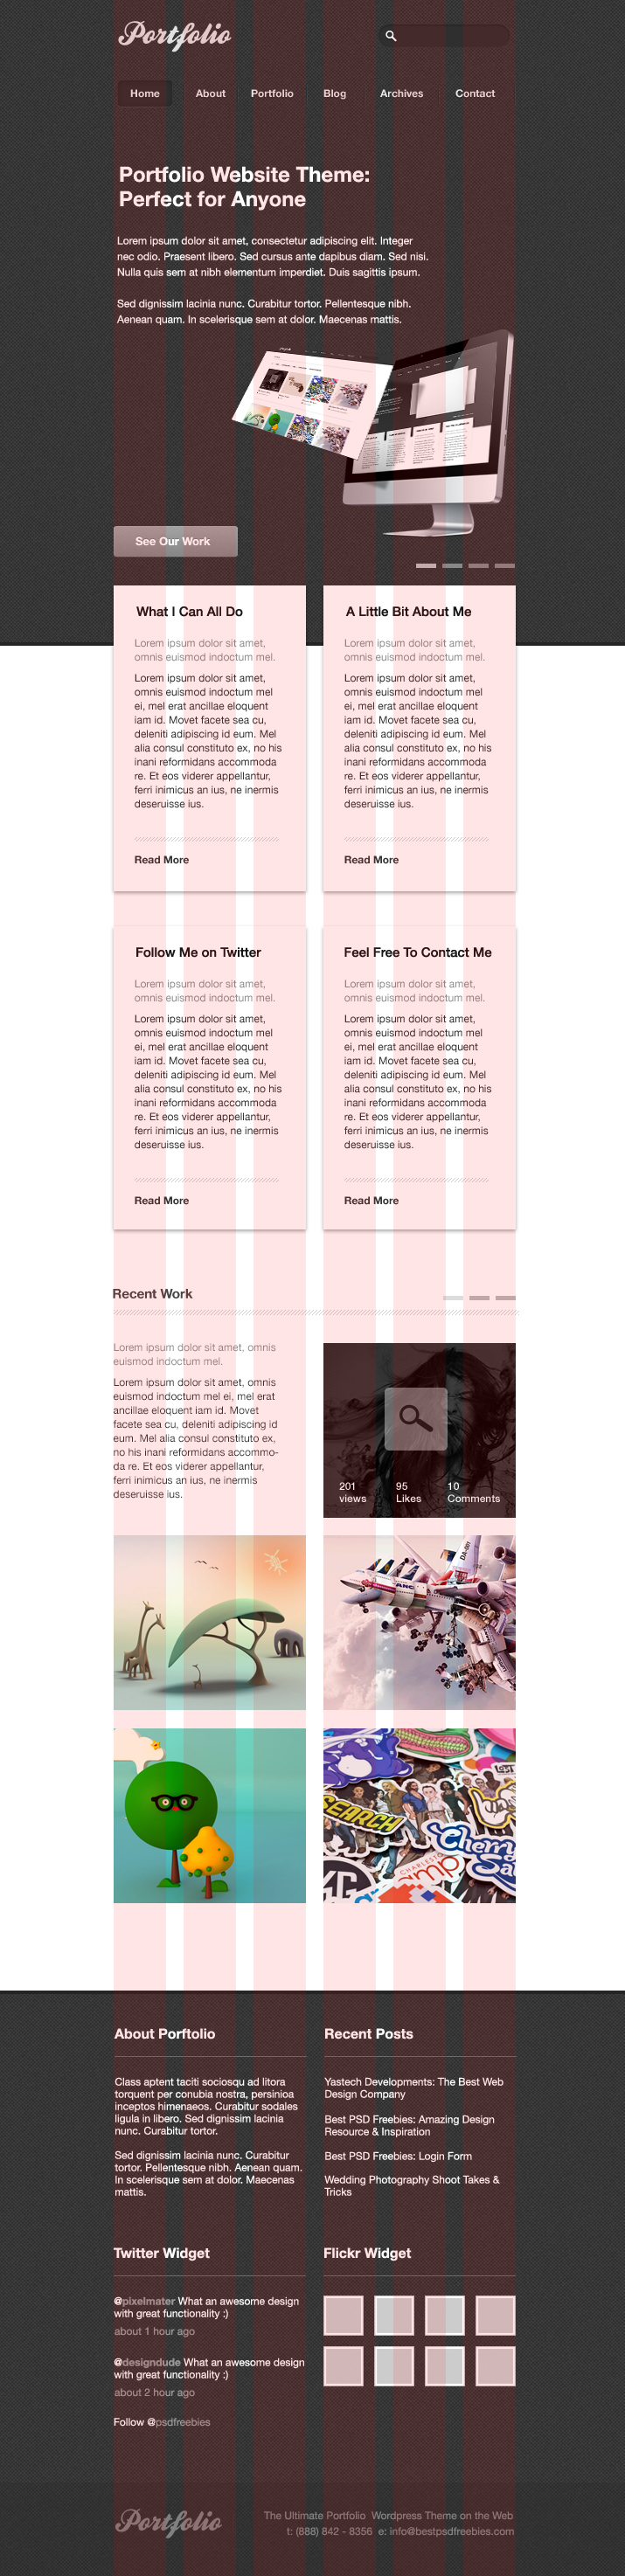 Portfolio
Home About Portfolio Blog Archives Contact
Portfolio Website Theme:
Perfect for Anyone
Lorem ipsum dolor sit amet, consectetur adipiscing elit. Integer
nec odio. Praesent libero. Sed cursus ante dapibus diam. Sed nisi.
Nulla quis sem at nibh elementum imperdiet. Duis sagittis ipsum.
Sed dignissim lacinia nunc. Curabitur tortor. Pellentesque nibh.
Aenean quam. In scelerisque sem at dolor. Maecenas mattis.
See Our Work
What I Can All Do
Lorem ipsum dolor sit amet,
omnis euismod indoctum mel.
Lorem ipsum dolor sit amet,
omnis euismod indoctum mel
ei, mel erat ancillae eloquent
iam id. Movet facete sea cu,
deleniti adipiscing id eum. Mel
alia consul constituto ex, no his
inani reformidans accommoda
re. Et eos viderer appellantur,
ferri inimicus an ius, ne inermis
deseruisse ius.
Read More
A Little Bit About Me
Lorem ipsum dolor sit amet,
omnis euismod indoctum mel.
Lorem ipsum dolor sit amet,
omnis euismod indoctum mel
ei, mel erat ancillae eloquent
iam id. Movet facete sea cu,
deleniti adipiscing id eum. Mel
alia consul constituto ex, no his
inani reformidans accommoda
re. Et eos viderer appellantur,
ferri inimicus an ius, ne inermis
deseruisse ius.
Read More
Follow Me on Twitter
Lorem ipsum dolor sit amet,
omnis euismod indoctum mel.
Lorem ipsum dolor sit amet,
omnis euismod indoctum mel
ei, mel erat ancillae eloquent
iam id. Movet facete sea cu,
deleniti adipiscing id eum. Mel
alia consul constituto ex, no his
inani reformidans accommoda
re. Et eos viderer appellantur,
ferri inimicus an ius, ne inermis
deseruisse ius.
Read More
Feel Free To Contact Me
Lorem ipsum dolor sit amet,
omnis euismod indoctum mel.
Lorem ipsum dolor sit amet,
omnis euismod indoctum mel
ei, mel erat ancillae eloquent
iam id. Movet facete sea cu,
deleniti adipiscing id eum. Mel
alia consul constituto ex, no his
inani reformidans accommoda
re. Et eos viderer appellantur,
ferri inimicus an ius, ne inermis
deseruisse ius.
Read More
Recent Work
Lorem ipsum dolor sit amet, omnis
euismod indoctum mel.
Lorem ipsum dolor sit amet, omnis
euismod indoctum mel ei, mel erat
ancillae eloquent iam id. Movet
facete sea cu, deleniti adipiscing id
eum. Mel alia consul constituto ex,
no his inani reformidans accommo-
da re. Et eos viderer appellantur,
ferri inimicus an ius, ne inermis
deseruisse ius.
201 95 10
views Likes Comments
SEARCH
Cherry
About Porftolio
Class aptent taciti sociosqu ad litora
torquent per conubia nostra, persinioa
inceptos himenaeos. Curabitur sodales
ligula in libero. Sed dignissim lacinia
nunc. Curabitur tortor.
Sed dignissim lacinia nunc. Curabitur
tortor. Pellentesque nibh. Aenean quam.
In scelerisque sem at dolor. Maecenas
mattis.
Recent Posts
Yastech Developments: The Best Web
Design Company
Best PSD Freebies: Amazing Design
Resource & Inspiration
Best PSD Freebies: Login Form
Wedding Photography Shoot Takes &
Tricks
Twitter Widget
@pixelmater What an awesome design
with great functionality :)
about 1 hour ago
@designdude What an awesome design
with great functionality :)
about 2 hour ago
Follow @psdfreebies
Flickr Widget
Portfolio
The Ultimate Portfolio Wordpress Theme on the Web
t: (888) 842 - 8356 e: info@bestpsdfreebies.com